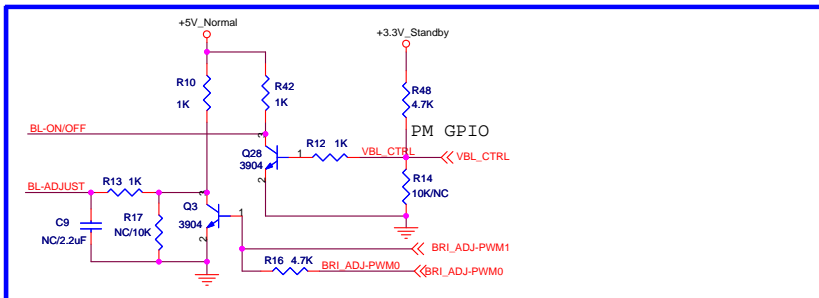 +5V_Normal
+3.3V_Standby
R10
1K
R42
1K
R48
4.7K
PM GPIO
BL-ON/OFF
3
Q28
3904
1
2
R12 1K
VBL_CTRL
VBL_CTRL
R14
10K/NC
BL-ADJUST
R13 1K
3
Q3
3904
1
2
C9
NC/2.2uF
R17
NC/10K
BRI_ADJ-PWM1
R16 4.7K
BRI_ADJ-PWM0
BRI_ADJ-PWM0